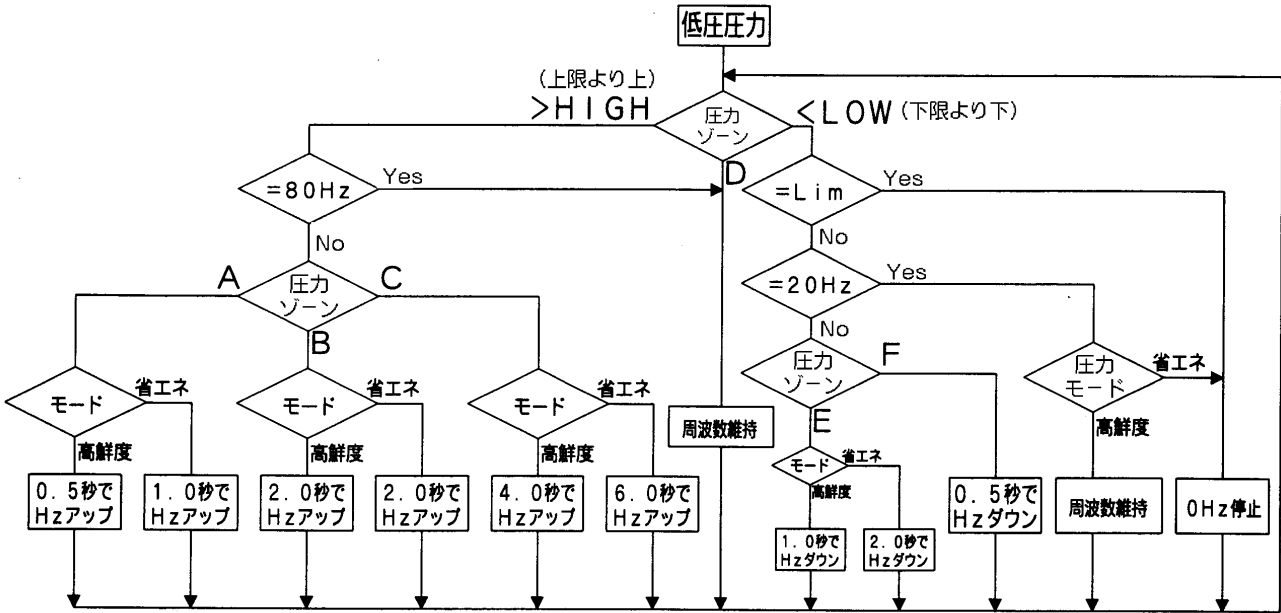 低圧圧力
(上限より上)
>HIGH
圧力
ゾーン
<LOW (下限より下)
D
=80Hz
Yes
=Lim
Yes
No
No
A
圧力
ゾーン
C
=20Hz
Yes
B
No
圧力
ゾーン
F
圧力
モード
省エネ
モード
省エネ
高鮮度
モード
省エネ
高鮮度
モード
省エネ
高鮮度
周波数維持
E
高鮮度
モード
省エネ
高鮮度
0.5秒で
Hzアップ
1.0秒で
Hzアップ
2.0秒で
Hzアップ
2.0秒で
Hzアップ
4.0秒で
Hzアップ
6.0秒で
Hzアップ
1.0秒で
Hzダウン
2.0秒で
Hzダウン
0.5秒で
Hzダウン
周波数維持
0Hz停止